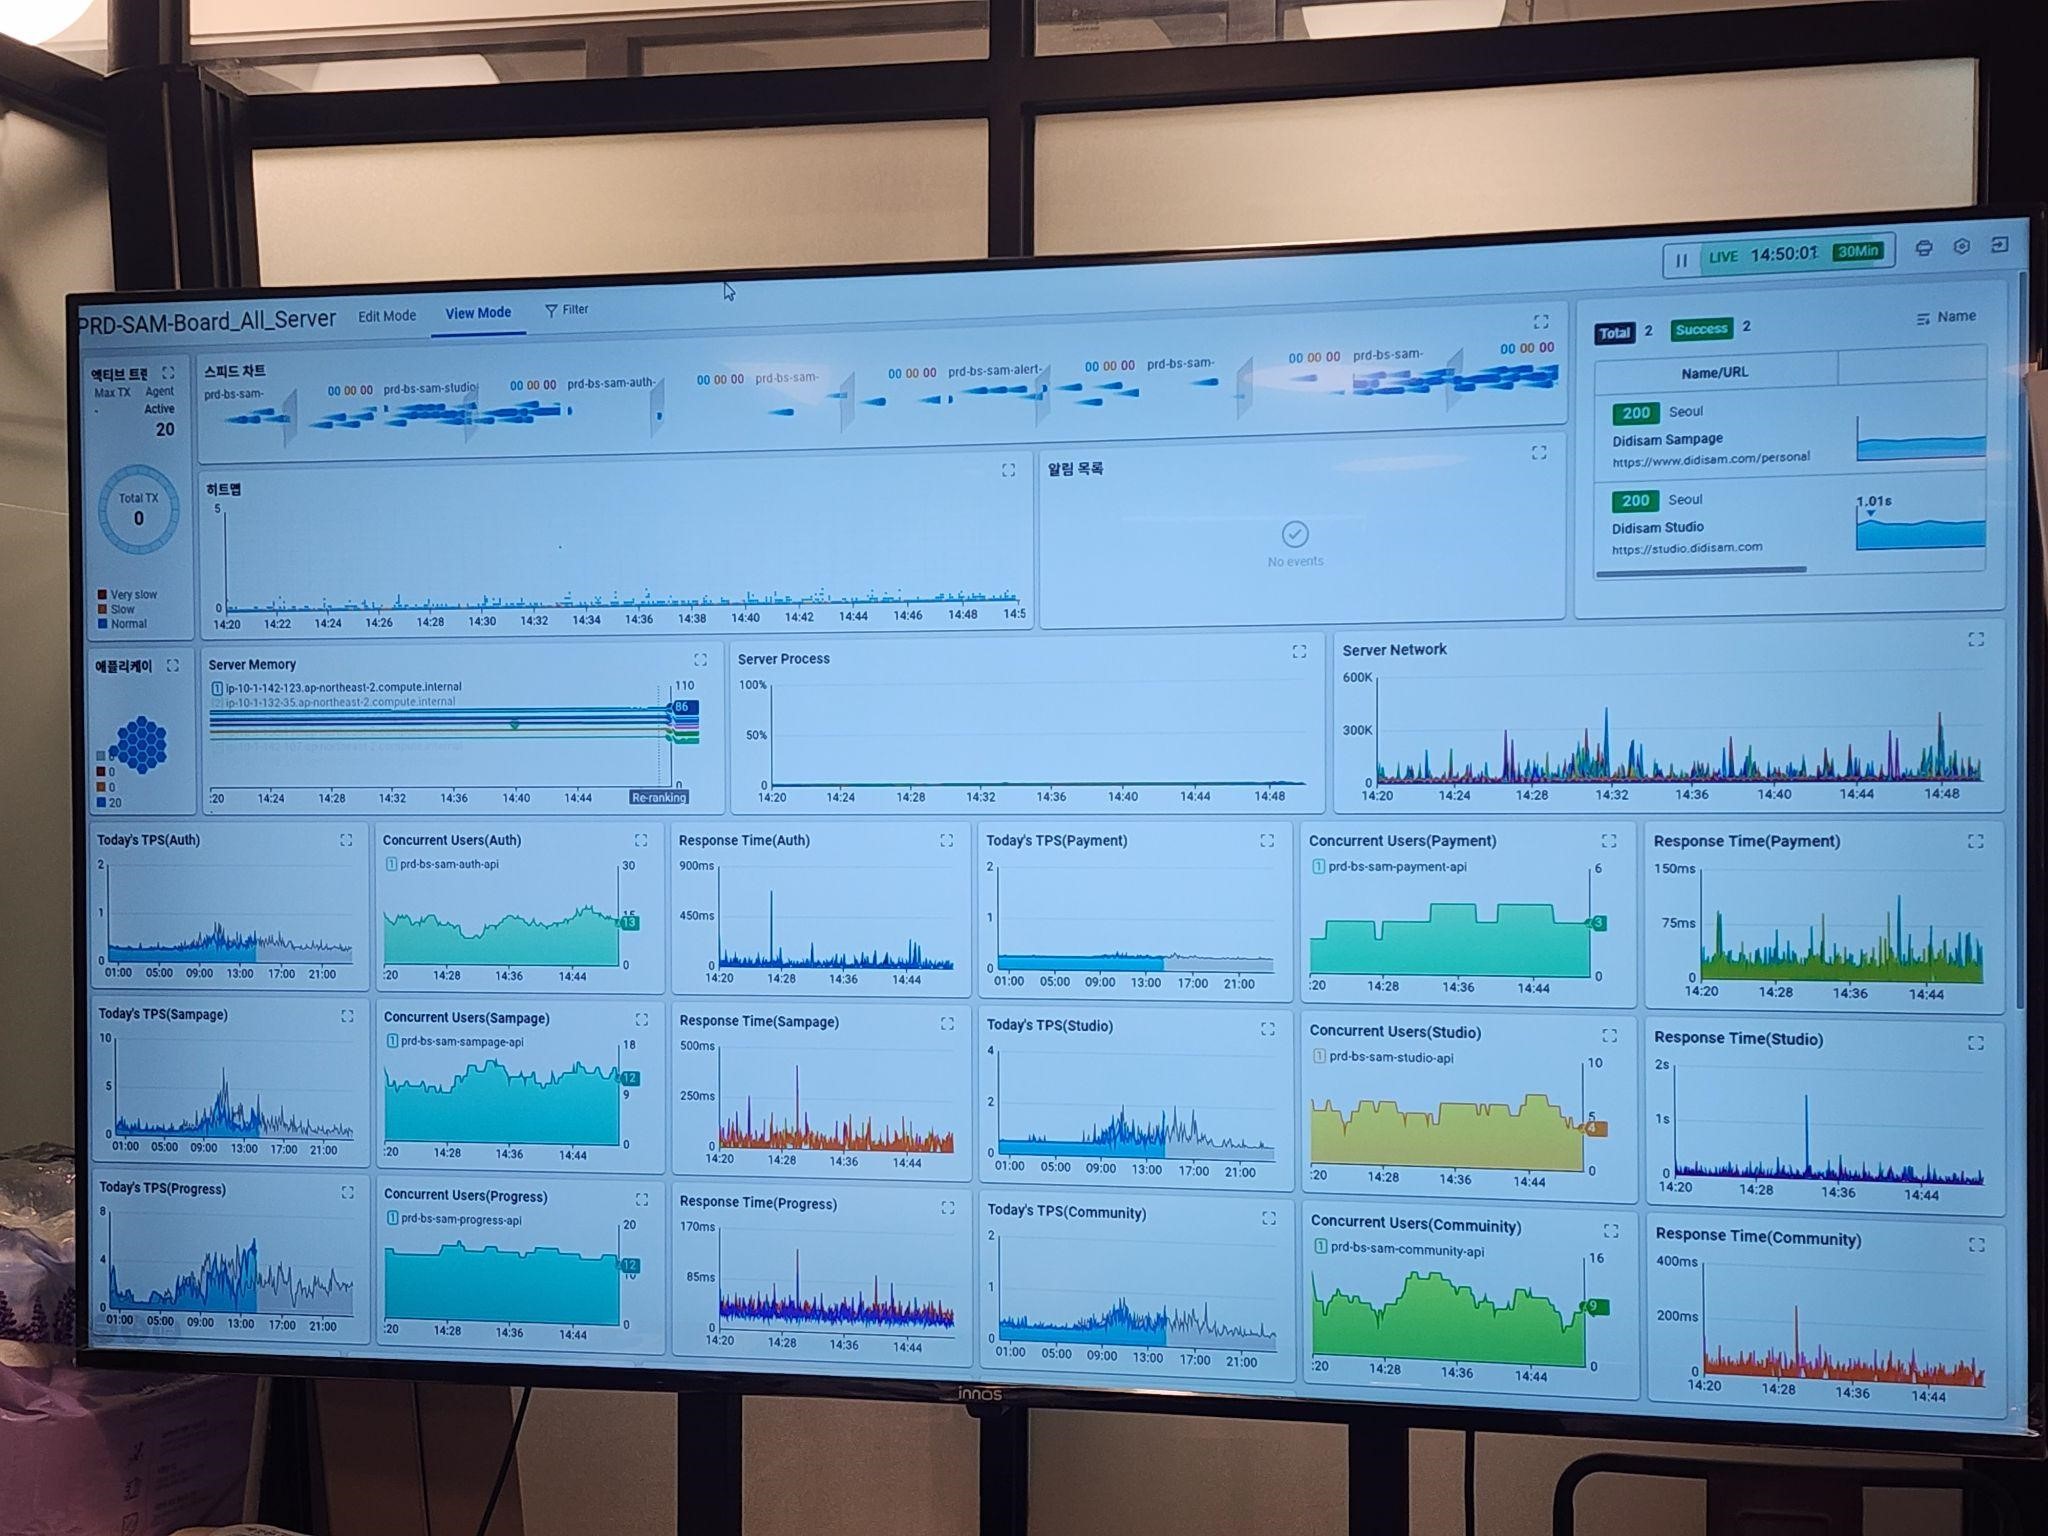 LIVE 14:50:01 30Min
PRD-SAM-Board_All_Server Edit Mode View Mode Filter
액티브 트랜
Max TX Agent
- Active
20
Total TX
0
Very slow
Slow
Normal
스피드 차트
prd-bs-sam- 00 00 00 prd-bs-sam-studio 00 00 00 prd-bs-sam-auth- 00 00 00 prd-bs-sam- 00 00 00 prd-bs-sam-alert- 00 00 00 prd-bs-sam- 00 00 00 prd-bs-sam- 00 00 00
Total 2 Success 2 Name
Name/URL
200 Seoul
Didisam Sampage
https://www.didisam.com/personal
200 Seoul
1.01s
Didisam Studio
https://studio.didisam.com
히트맵
5
0
14:20 14:22 14:24 14:26 14:28 14:30 14:32 14:34 14:36 14:38 14:40 14:42 14:44 14:46 14:48 14:5
알림 목록
No events
애플리케이
0
0
0
20
Server Memory
1 ip-10-1-142-123.ap-northeast-2.compute.internal
[2] ip-10-1-132-35.ap-northeast-2.compute.internal
110
86
0
:20 14:24 14:28 14:32 14:36 14:40 14:44 Re-ranking
Server Process
100%
50%
0
14:20 14:24 14:28 14:32 14:36 14:40 14:44 14:48
Server Network
600K
300K
0
14:20 14:24 14:28 14:32 14:36 14:40 14:44 14:48
Today's TPS(Auth)
2
1
0
01:00 05:00 09:00 13:00 17:00 21:00
Concurrent Users(Auth)
1 prd-bs-sam-auth-api
30
15
13
0
:20 14:28 14:36 14:44
Response Time(Auth)
900ms
450ms
0
14:20 14:28 14:36 14:44
Today's TPS(Payment)
2
1
0
01:00 05:00 09:00 13:00 17:00 21:00
Concurrent Users(Payment)
1 prd-bs-sam-payment-api
6
3
0
:20 14:28 14:36 14:44
Response Time(Payment)
150ms
75ms
0
14:20 14:28 14:36 14:44
Today's TPS(Sampage)
10
5
0
01:00 05:00 09:00 13:00 17:00 21:00
Concurrent Users(Sampage)
1 prd-bs-sam-sampage-api
18
12
9
0
:20 14:28 14:36 14:44
Response Time(Sampage)
500ms
250ms
0
14:20 14:28 14:36 14:44
Today's TPS(Studio)
4
2
0
01:00 05:00 09:00 13:00 17:00 21:00
Concurrent Users(Studio)
1 prd-bs-sam-studio-api
10
5
4
0
:20 14:28 14:36 14:44
Response Time(Studio)
2s
1s
0
14:20 14:28 14:36 14:44
Today's TPS(Progress)
8
4
0
01:00 05:00 09:00 13:00 17:00 21:00
Concurrent Users(Progress)
1 prd-bs-sam-progress-api
20
12
10
0
:20 14:28 14:36 14:44
Response Time(Progress)
170ms
85ms
0
14:20 14:28 14:36 14:44
Today's TPS(Community)
2
1
0
01:00 05:00 09:00 13:00 17:00 21:00
Concurrent Users(Commuinity)
1 prd-bs-sam-community-api
16
9
0
:20 14:28 14:36 14:44
Response Time(Community)
400ms
200ms
0
14:20 14:28 14:36 14:44
innos